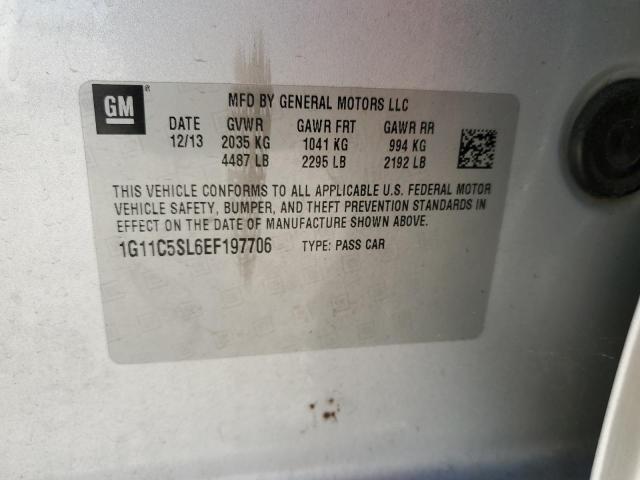 GM®
MFD BY GENERAL MOTORS LLC
DATE GVWR GAWR FRT GAWR RR
12/13 2035 KG 1041 KG 994 KG
4487 LB 2295 LB 2192 LB
THIS VEHICLE CONFORMS TO ALL APPLICABLE U.S. FEDERAL MOTOR
VEHICLE SAFETY, BUMPER, AND THEFT PREVENTION STANDARDS IN
EFFECT ON THE DATE OF MANUFACTURE SHOWN ABOVE.
1G11C5SL6EF197706 TYPE: PASS CAR